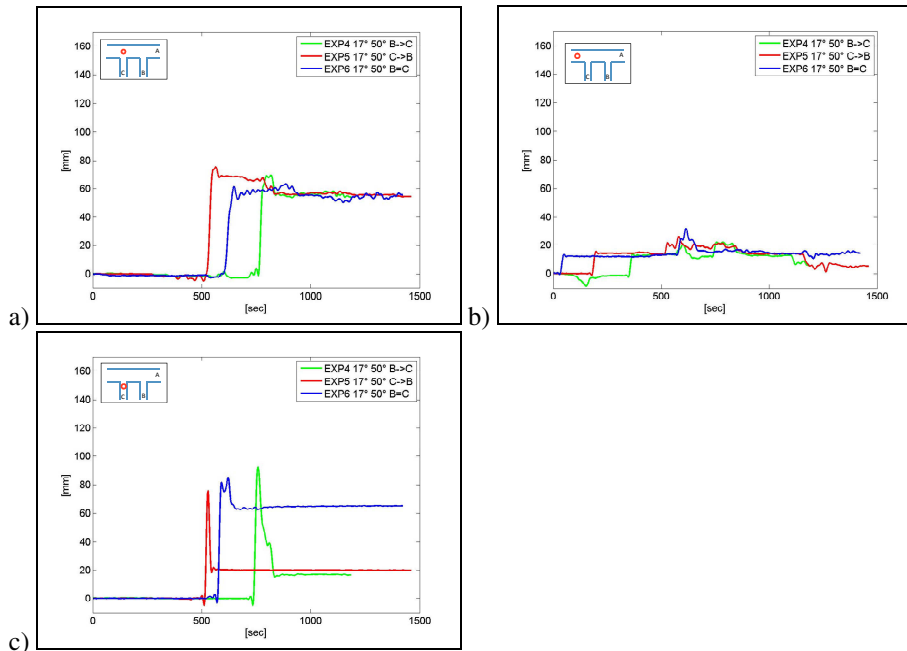 EXP4 17° 50° B->C
EXP5 17° 50° C->B
EXP6 17° 50° B=C
A
C B
160
140
120
100
80
60
40
20
0
[mm]
0 500 1000 1500
[sec]
a)
EXP4 17° 50° B->C
EXP5 17° 50° C->B
EXP6 17° 50° B=C
A
C B
160
140
120
100
80
60
40
20
0
[mm]
0 500 1000 1500
[sec]
b)
EXP4 17° 50° B->C
EXP5 17° 50° C->B
EXP6 17° 50° B=C
A
C B
160
140
120
100
80
60
40
20
0
[mm]
0 500 1000 1500
[sec]
c)